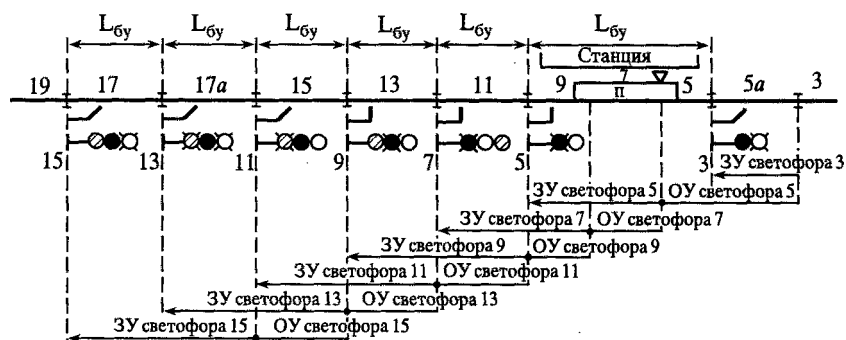 Lбу Lбу Lбу Lбу Lбу Lбу
Станция
19 17 17а 15 13 11 9 7 5 5а 3
П
15 13 11 9 7 5 3
ЗУ светофора 3
ЗУ светофора 5 ОУ светофора 5
ЗУ светофора 7 ОУ светофора 7
ЗУ светофора 9 ОУ светофора 9
ЗУ светофора 11 ОУ светофора 11
ЗУ светофора 13 ОУ светофора 13
ЗУ светофора 15 ОУ светофора 15